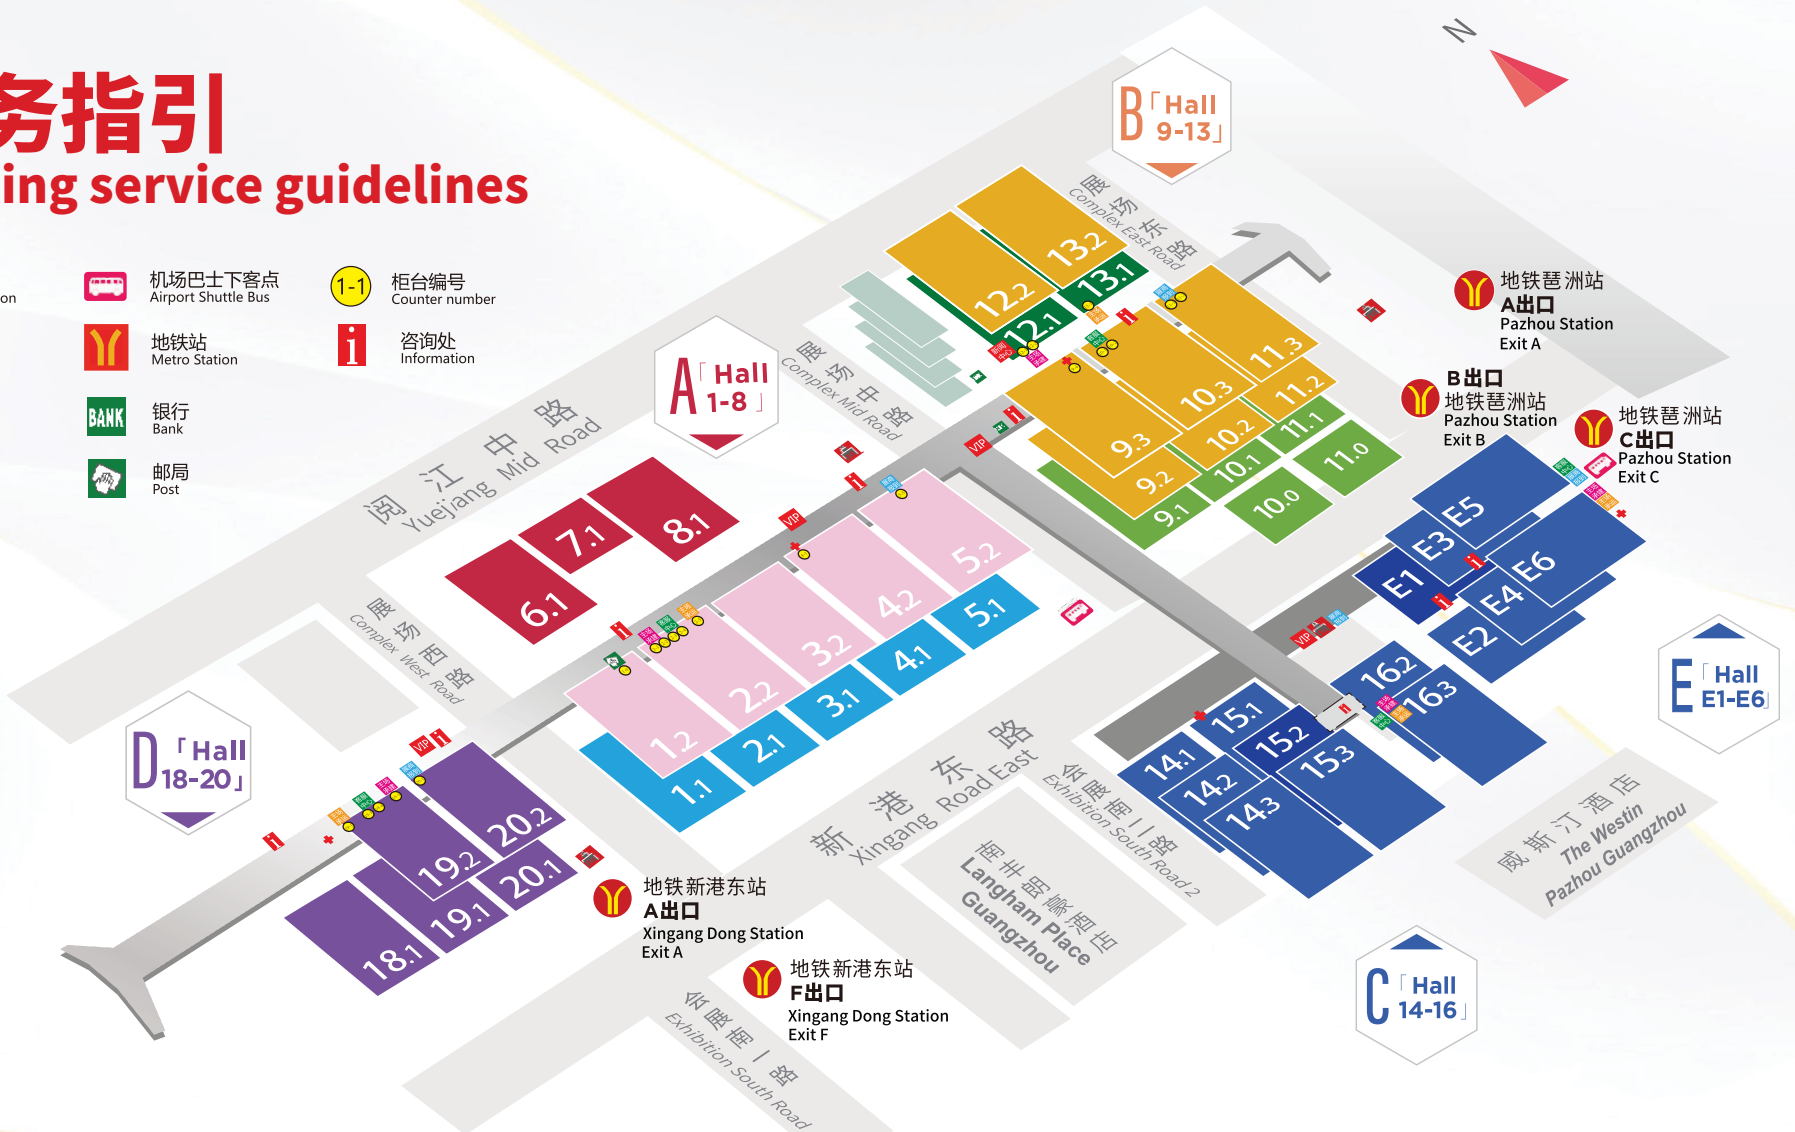 务指引
ing service guidelines
on
机场巴士下客点
Airport Shuttle Bus
1-1
柜台编号
Counter number
地铁站
Metro Station
i
咨询处
Information
BANK
银行
Bank
邮局
Post
N
B「Hall
9-13」
A「Hall
1-8」
D「Hall
18-20」
E「Hall
E1-E6」
C「Hall
14-16」
阅江中路
Yuejiang Mid Road
展场中路
Complex Mid Road
展场东路
Complex East Road
展场西路
Complex West Road
新港东路
Xingang Road East
会展南二路
Exhibition South Road 2
会展南一路
Exhibition South Road
南丰朗豪酒店
Langham Place
Guangzhou
威斯汀酒店
The Westin
Pazhou Guangzhou
地铁琶洲站
A出口
Pazhou Station
Exit A
B出口
地铁琶洲站
Pazhou Station
Exit B
地铁琶洲站
C出口
Pazhou Station
Exit C
地铁新港东站
A出口
Xingang Dong Station
Exit A
地铁新港东站
F出口
Xingang Dong Station
Exit F
13.2
13.1
12.2
12.1
11.3
11.2
11.1
11.0
10.3
10.2
10.1
10.0
9.3
9.2
9.1
8.1
7.1
6.1
5.2
5.1
4.2
4.1
3.2
3.1
2.2
2.1
1.2
1.1
E5
E3
E1
E6
E4
E2
16.2
16.3
15.1
15.2
15.3
14.1
14.2
14.3
20.2
20.1
19.2
19.1
18.1
VIP
VIP
VIP
VIP